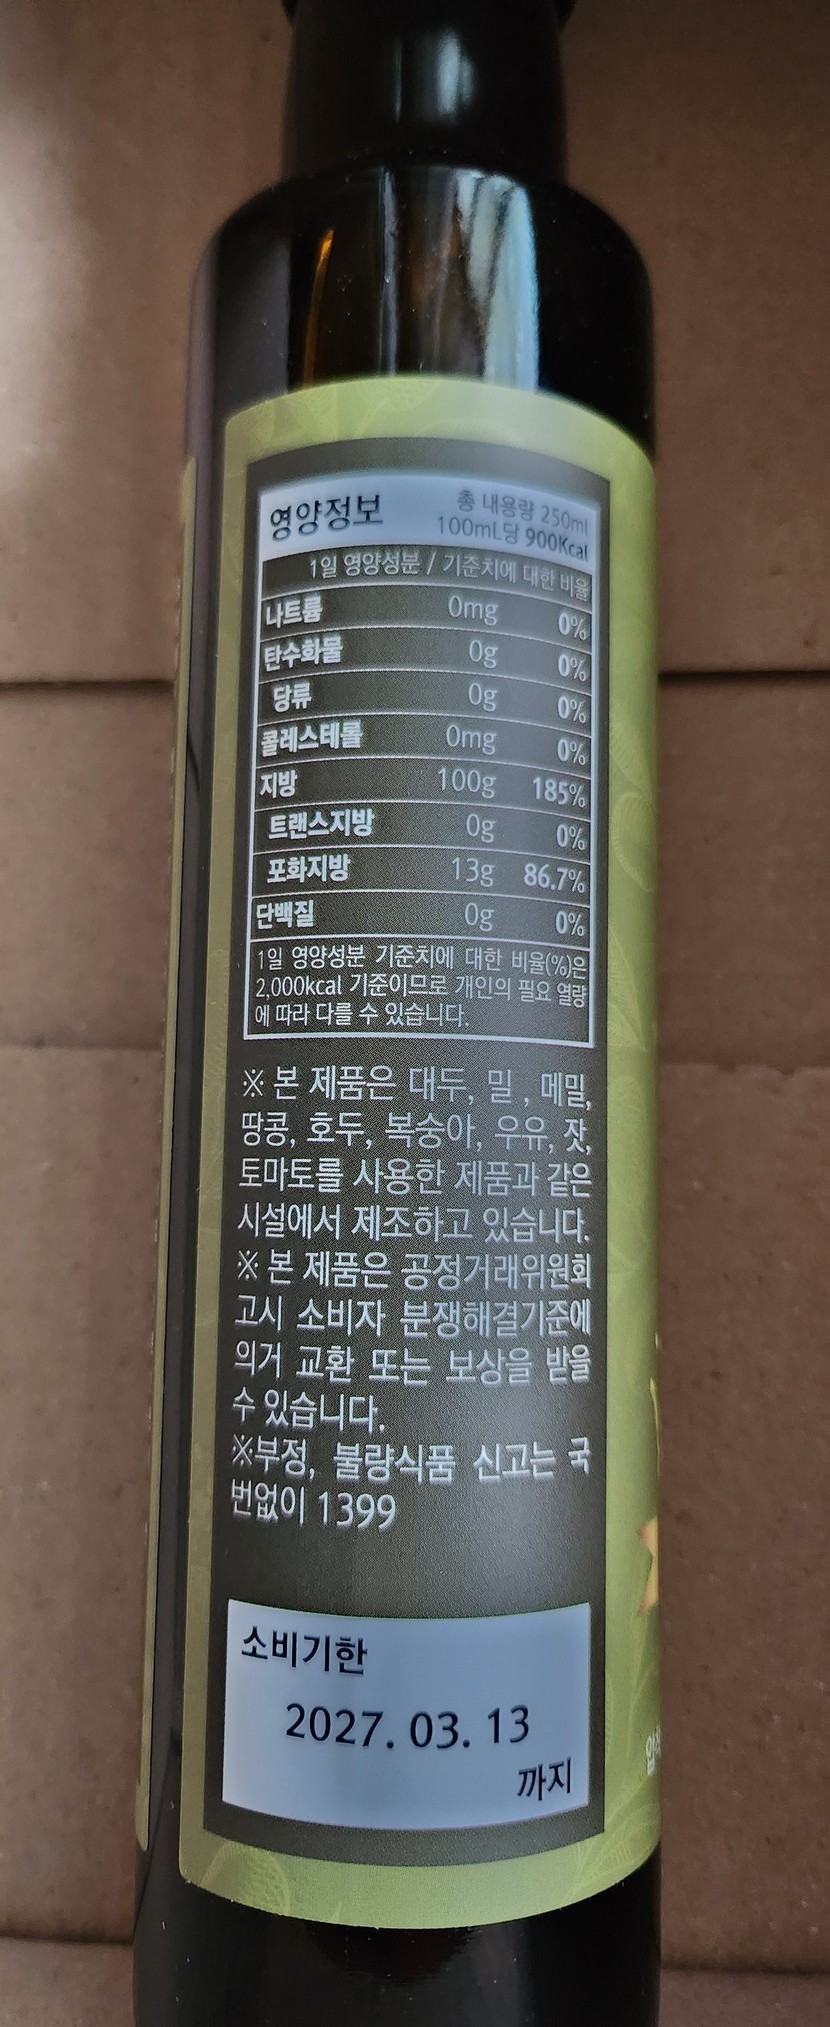 영양정보
총 내용량 250ml
100mL당 900Kcal
1일 영양성분 / 기준치에 대한 비율
나트륨 0mg 0%
탄수화물 0g 0%
당류 0g 0%
콜레스테롤 0mg 0%
지방 100g 185%
트랜스지방 0g 0%
포화지방 13g 86.7%
단백질 0g 0%
1일 영양성분 기준치에 대한 비율(%)은
2,000kcal 기준이므로 개인의 필요 열량
에 따라 다를 수 있습니다.
※ 본 제품은 대두, 밀 , 메밀,
땅콩, 호두, 복숭아, 우유, 잣,
토마토를 사용한 제품과 같은
시설에서 제조하고 있습니다.
※ 본 제품은 공정거래위원회
고시 소비자 분쟁해결기준에
의거 교환 또는 보상을 받을
수 있습니다.
※부정, 불량식품 신고는 국
번없이 1399
소비기한
2027. 03. 13
까지